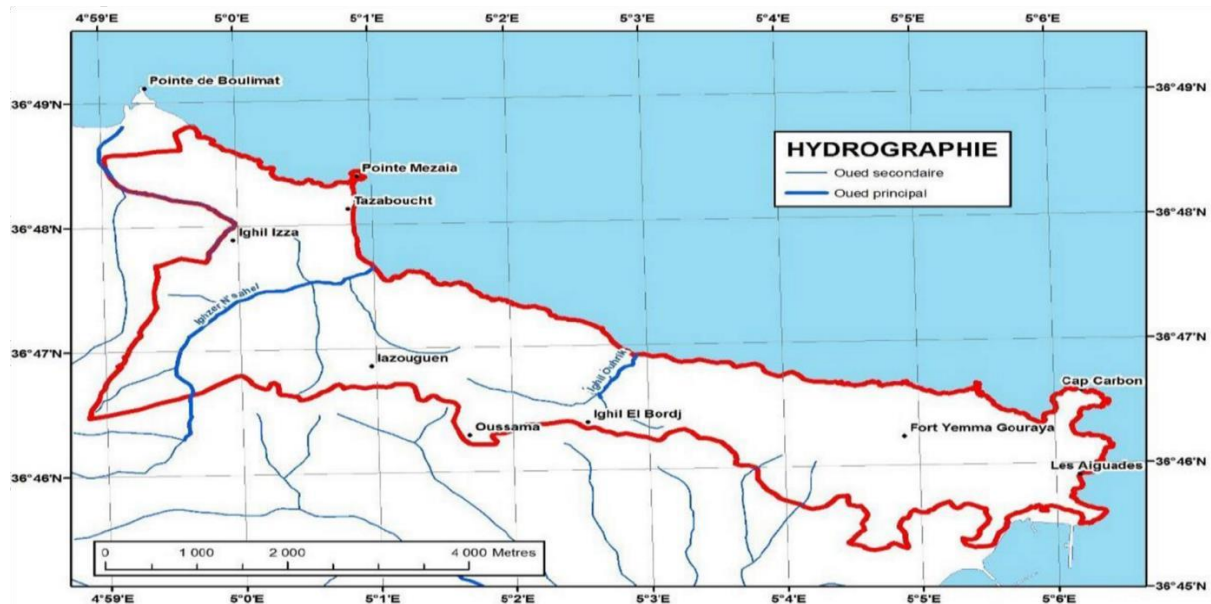 4°59'E 5°0'E 5°1'E 5°2'E 5°3'E 5°4'E 5°5'E 5°6'E
Pointe de Boulimat
36°49'N
36°49'N
HYDROGRAPHIE
Oued secondaire
Oued principal
Pointe Mezaia
Tazaboucht
36°48'N
36°48'N
Ighil Izza
Ighzer N'sahel
36°47'N
36°47'N
Iazouguen
Ighil Ouhrik
Cap Carbon
Ighil El Bordj
Fort Yemma Gouraya
Oussama
Les Aiguades
36°46'N
36°46'N
0 1 000 2 000 4 000 Metres
36°45'N
4°59'E 5°0'E 5°1'E 5°2'E 5°3'E 5°4'E 5°5'E 5°6'E